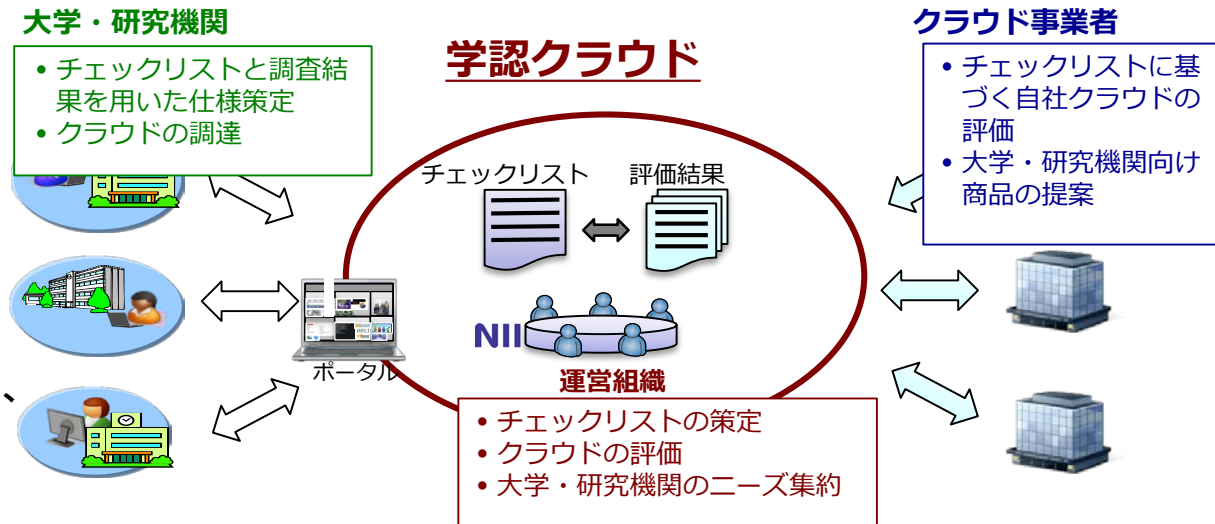 大学・研究機関
• チェックリストと調査結
果を用いた仕様策定
• クラウドの調達
学認クラウド
クラウド事業者
• チェックリストに基
づく自社クラウドの
評価
• 大学・研究機関向け
商品の提案
チェックリスト
評価結果
ポータル
NII
運営組織
• チェックリストの策定
• クラウドの評価
• 大学・研究機関のニーズ集約
、